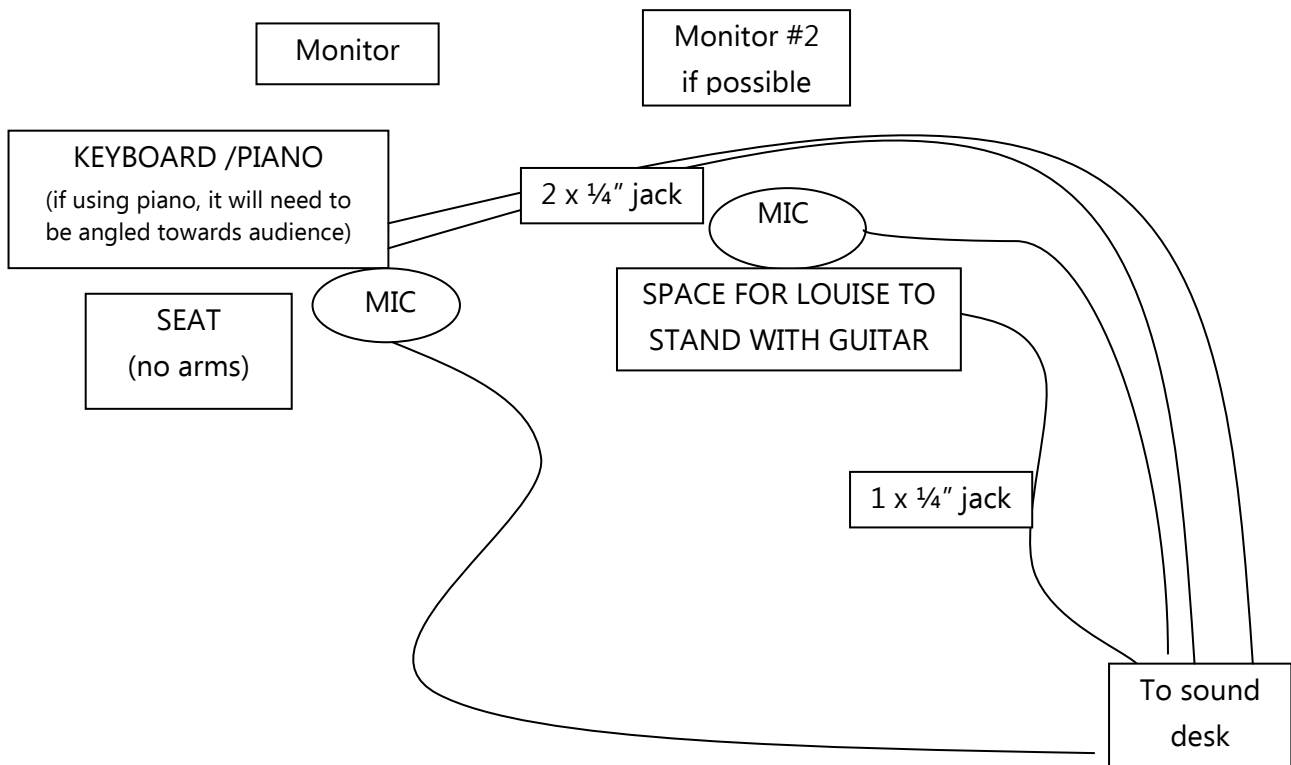 Monitor
Monitor #2
if possible
KEYBOARD /PIANO
(if using piano, it will need to
be angled towards audience)
2 x ¼” jack
MIC
SEAT
(no arms)
MIC
SPACE FOR LOUISE TO
STAND WITH GUITAR
1 x ¼” jack
To sound
desk